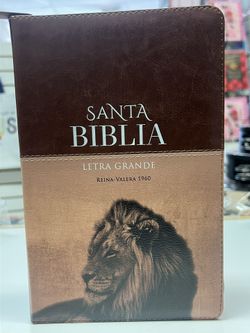 SANTA
BIBLIA
LETRA GRANDE
REINA-VALERA 1960